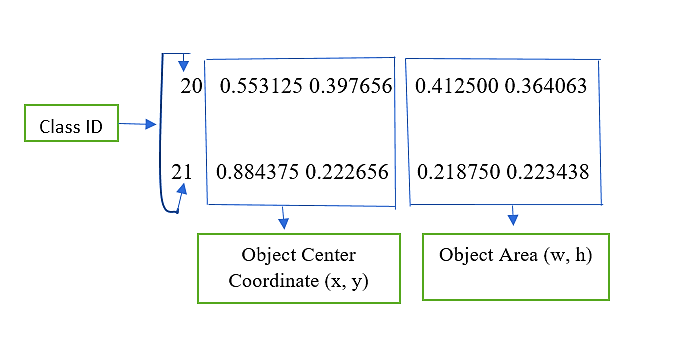 20 0.553125 0.397656 0.412500 0.364063
Class ID
21 0.884375 0.222656 0.218750 0.223438
Object Center
Coordinate (x, y)
Object Area (w, h)